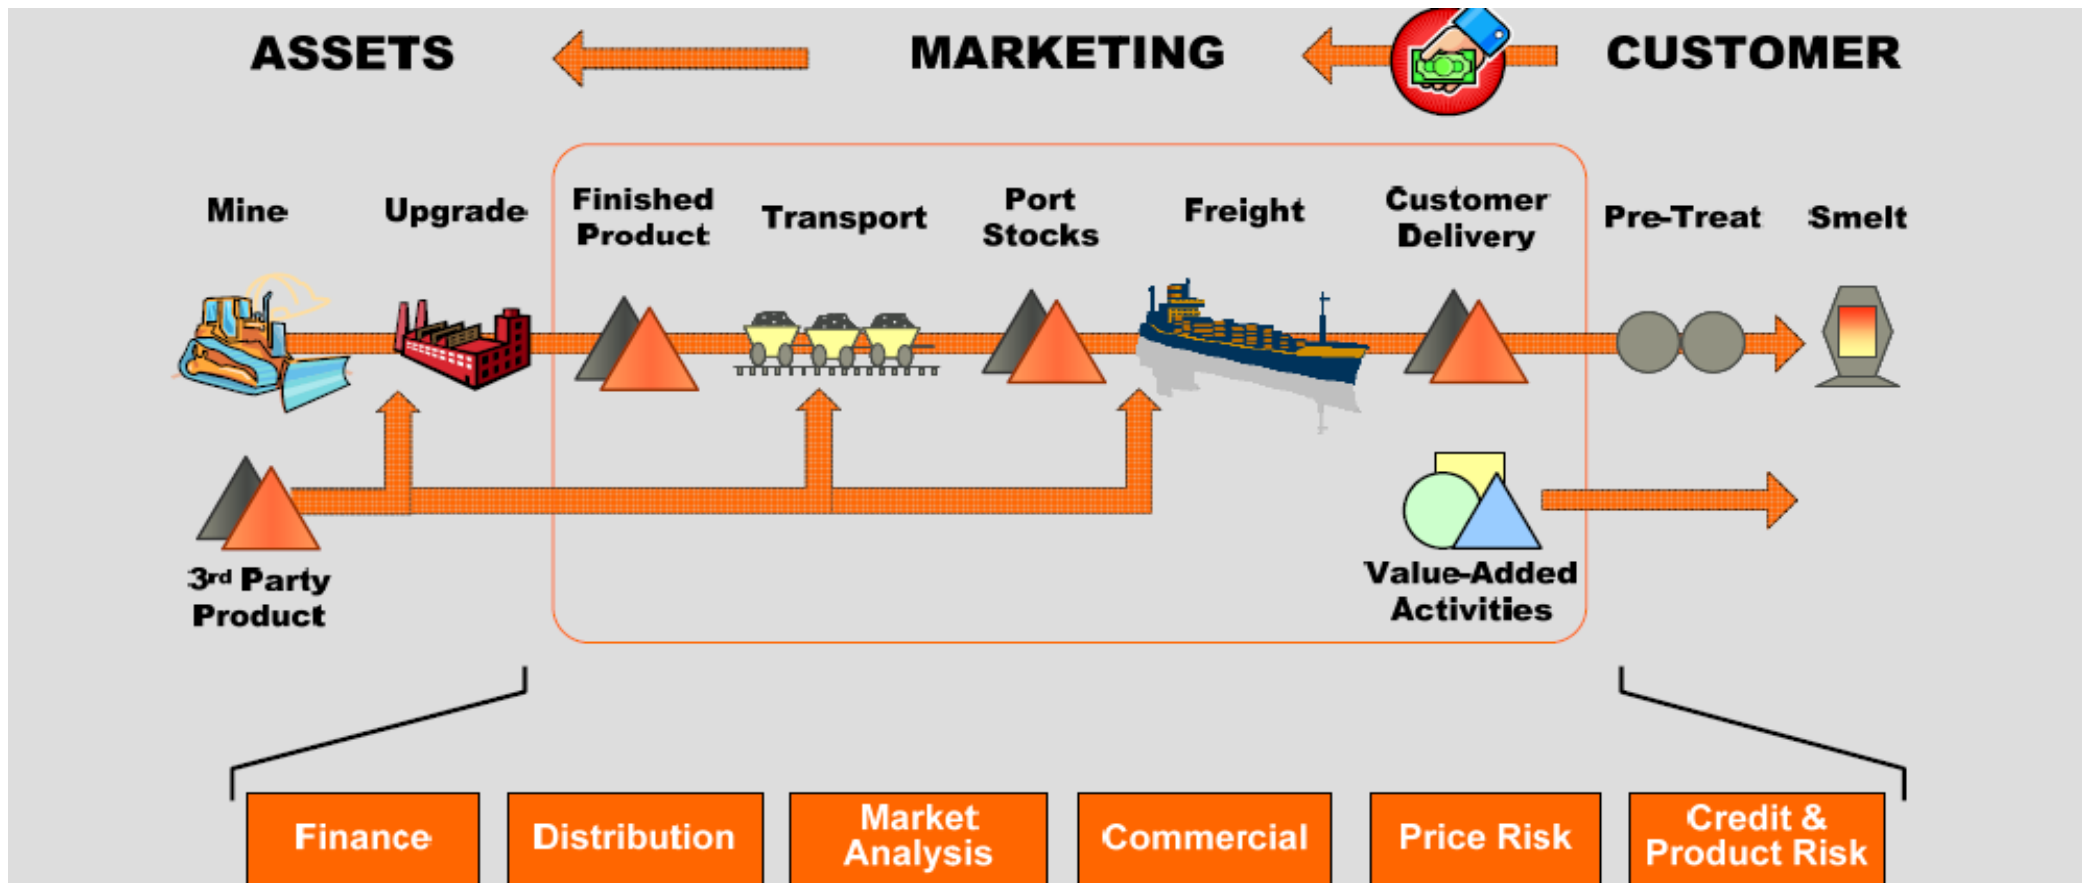 ASSETS MARKETING CUSTOMER
Mine
Upgrade
Finished
Product
Transport
Port
Stocks
Freight
Customer
Delivery
Pre-Treat
Smelt
3rd Party
Product
Value-Added
Activities
Finance
Distribution
Market
Analysis
Commercial
Price Risk
Credit &
Product Risk